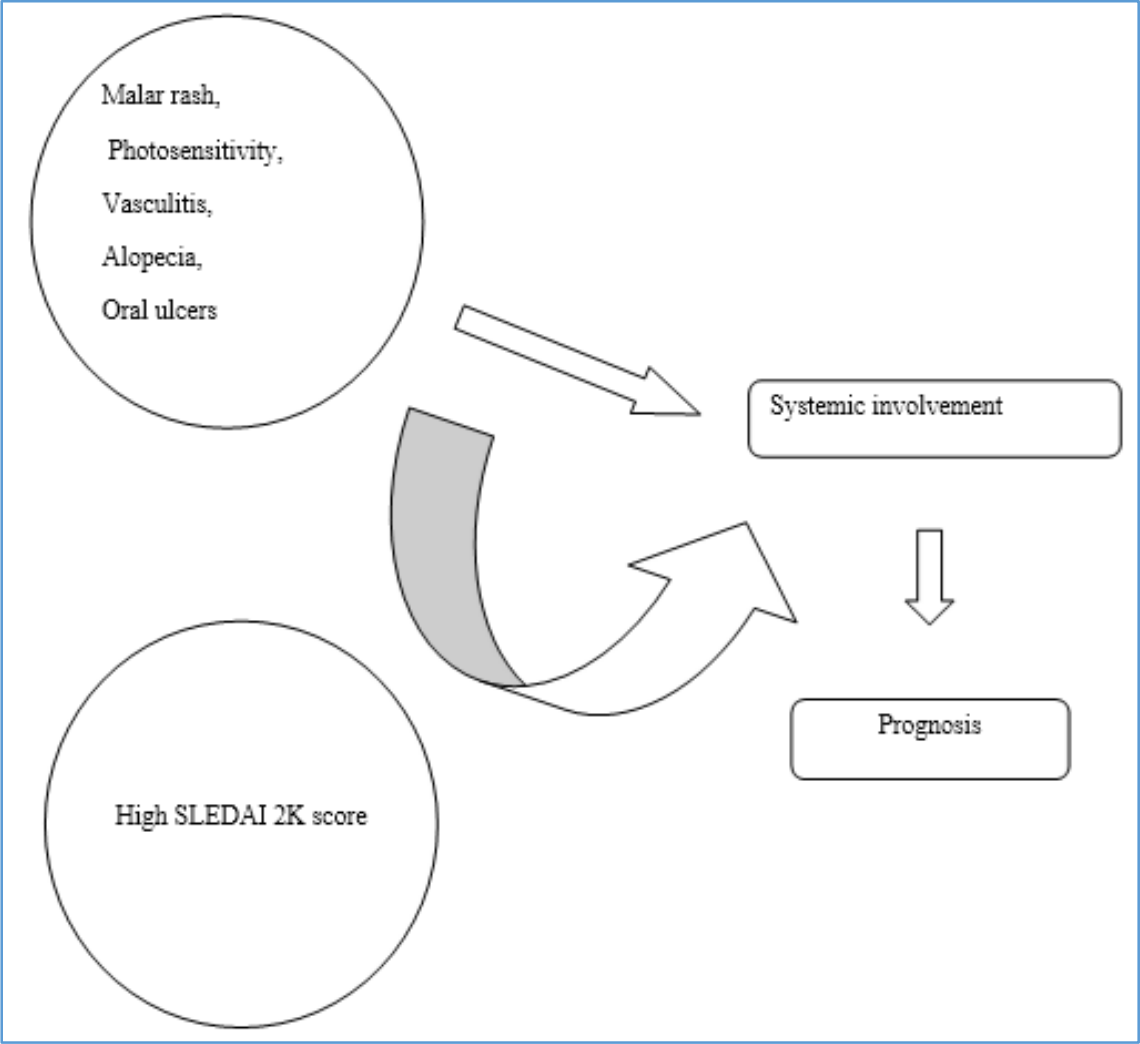 Malar rash,
Photosensitivity,
Vasculitis,
Alopecia,
Oral ulcers
Systemic involvement
Prognosis
High SLEDAI 2K score